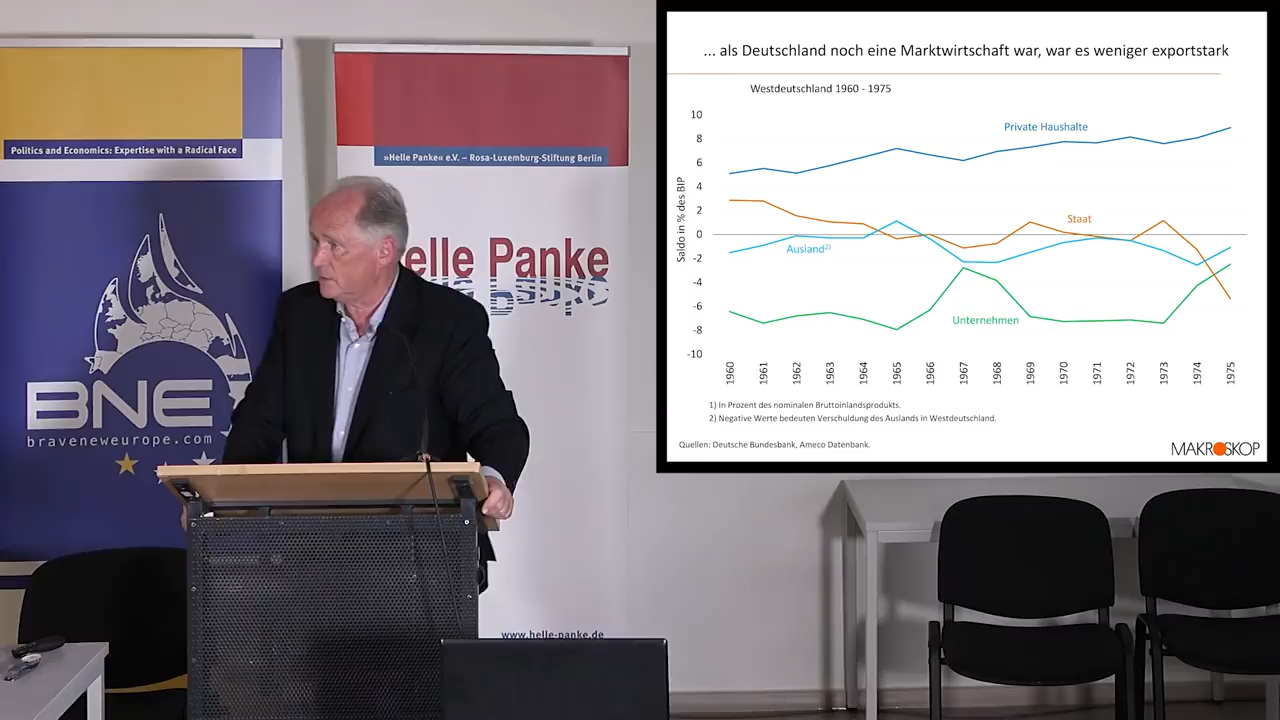 Politics and Economics: Expertise with a Radical Face
BNE
braveneweurope.com
»Helle Panke« e.V. – Rosa-Luxemburg-Stiftung Berlin
elle Panke
www.helle-panke.de
... als Deutschland noch eine Marktwirtschaft war, war es weniger exportstark
Westdeutschland 1960 - 1975
Saldo in % des BIP
10
8
6
4
2
0
-2
-4
-6
-8
-10
Private Haushalte
Staat
Ausland²⁾
Unternehmen
1960 1961 1962 1963 1964 1965 1966 1967 1968 1969 1970 1971 1972 1973 1974 1975
1) In Prozent des nominalen Bruttoinlandsprodukts.
2) Negative Werte bedeuten Verschuldung des Auslands in Westdeutschland.
Quellen: Deutsche Bundesbank, Ameco Datenbank.
MAKROSKOP